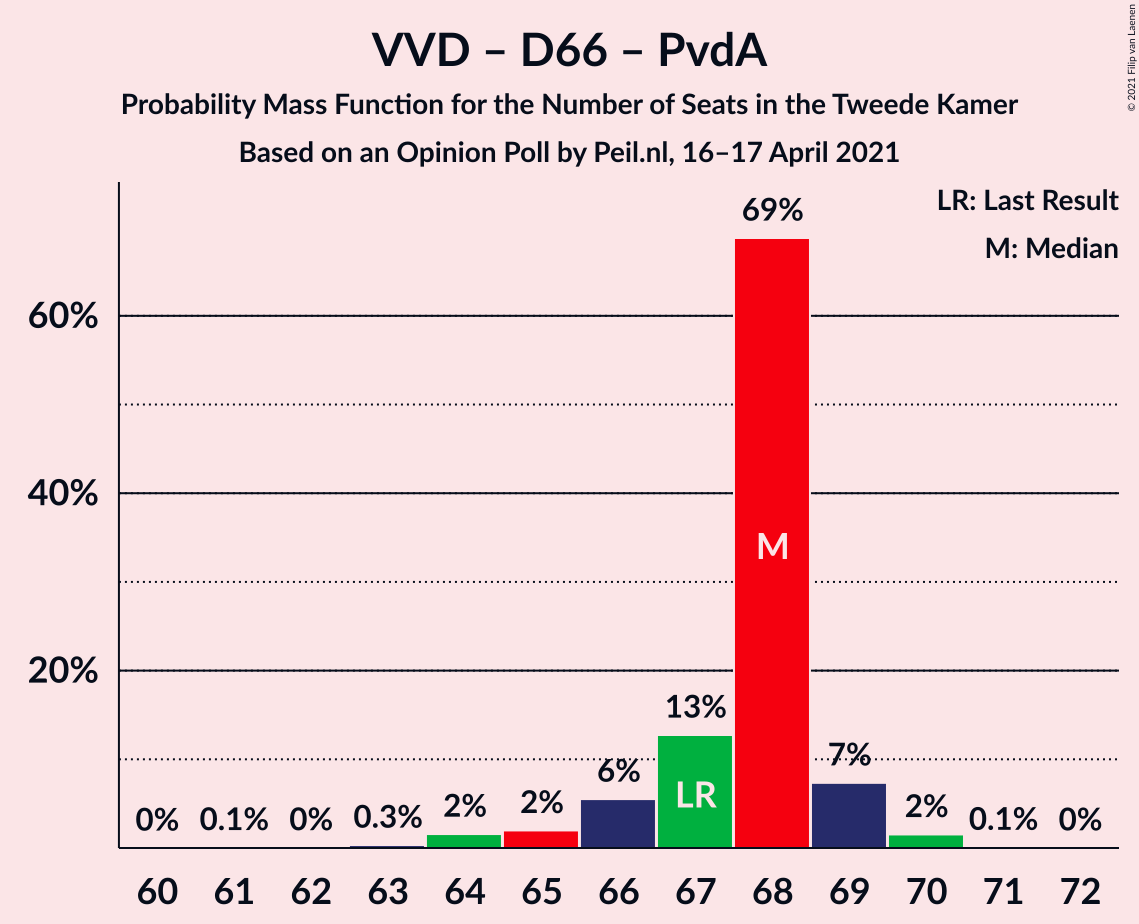 VVD – D66 – PvdA
Probability Mass Function for the Number of Seats in the Tweede Kamer
Based on an Opinion Poll by Peil.nl, 16–17 April 2021
© 2021 Filip van Laenen
LR: Last Result
M: Median
69%
60%
40%
M
20%
13%
7%
6%
LR
0%
0.1%
0%
0.3%
2%
2%
2%
0.1%
0%
60 61 62 63 64 65 66 67 68 69 70 71 72